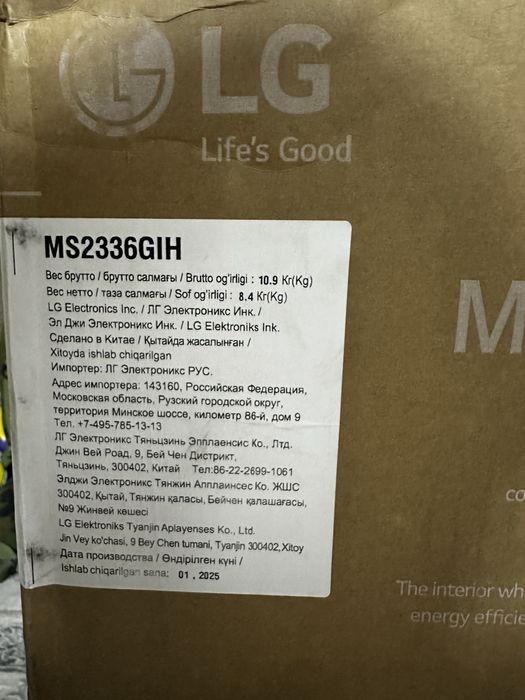 LG
Life's Good
MS2336GIH
Вес брутто / брутто салмағы / Brutto og'irligi : 10.9 Кг(Kg)
Вес нетто / таза салмағы / Sof og'irligi : 8.4 Кг(Kg)
LG Electronics Inc. / ЛГ Электроникс Инк. /
Эл Джи Электроникс Инк. / LG Elektroniks Ink.
Сделано в Китае / Қытайда жасалынған /
Xitoyda ishlab chiqarilgan
Импортер: ЛГ Электроникс РУС.
Адрес импортера: 143160, Российская Федерация,
Московская область, Рузский городской округ,
территория Минское шоссе, километр 86-й, дом 9
Тел. +7-495-785-13-13
ЛГ Электроникс Тяньцзинь Эпплаенсис Ко., Лтд.
Джин Вей Роад, 9, Бей Чен Дистрикт,
Тяньцзинь, 300402, Китай Тел:86-22-2699-1061
Элджи Электроникс Тянжин Апплаинсес Ко. ЖШС
300402, Қытай, Тянжин қаласы, Бейчен қалашағасы,
№9 Жинвей көшесі
LG Elektroniks Tyanjin Aplayenses Ko., Ltd.
Jin Vey ko'chasi, 9 Bey Chen tumani, Tyanjin 300402, Xitoy
Дата производства / Өндірілген күні /
Ishlab chiqarilgan sana: 01 . 2025
M
co
The interior wh
energy efficie